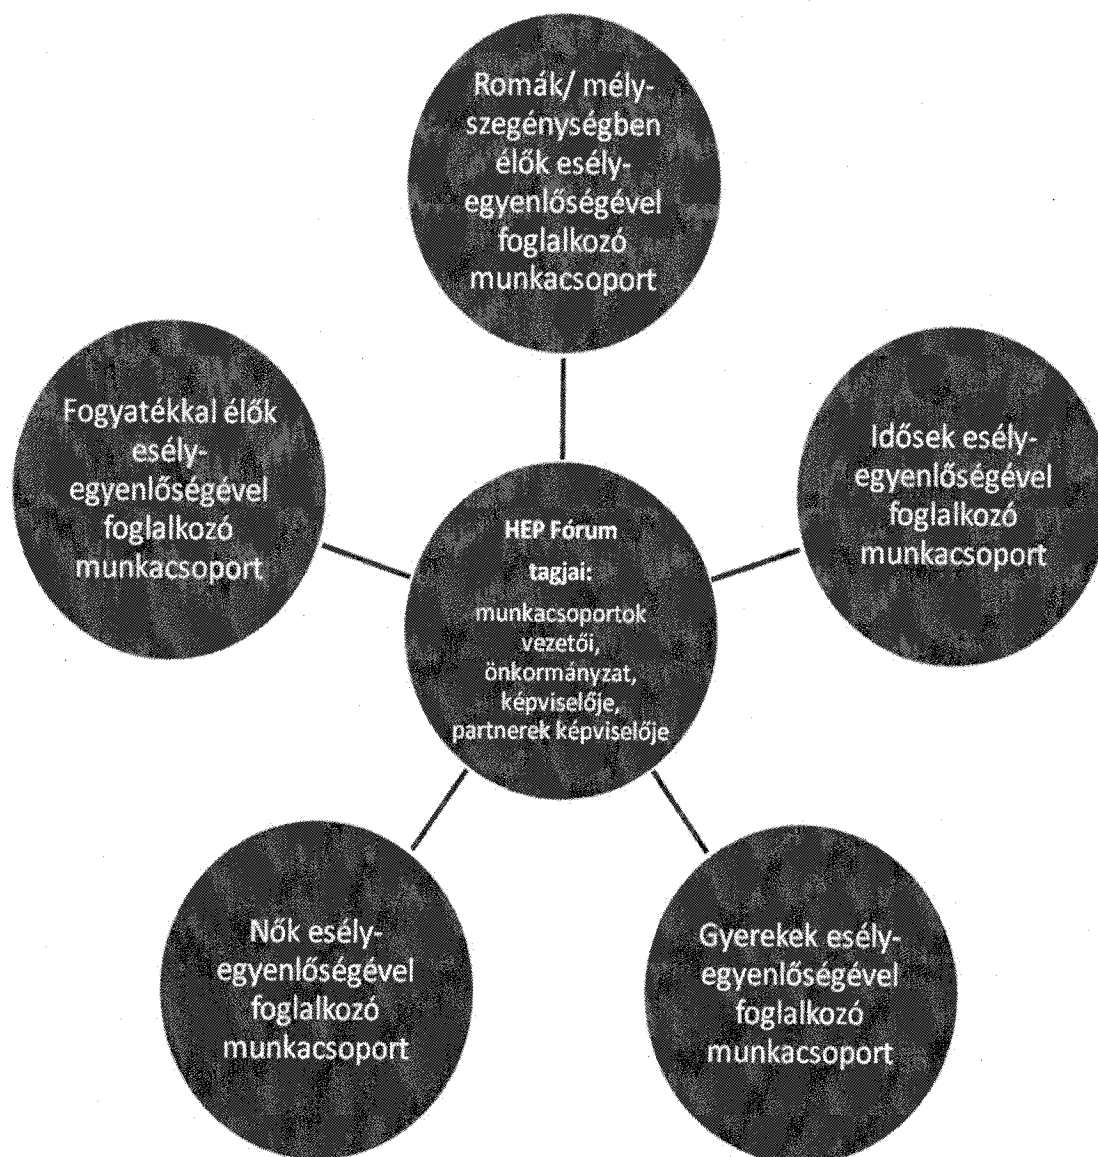 Romák/ mély-
szegénységben
élők esély-
egyenlőségével
foglalkozó
munkacsoport
Fogyatékkal élők
esély-
egyenlőségével
foglalkozó
munkacsoport
Idősek esély-
egyenlőségével
foglalkozó
munkacsoport
HEP Fórum
tagjai:
munkacsoportok
vezetői,
önkormányzat,
képviselője,
partnerek képviselője
Nők esély-
egyenlőségével
foglalkozó
munkacsoport
Gyerekek esély-
egyenlőségével
foglalkozó
munkacsoport